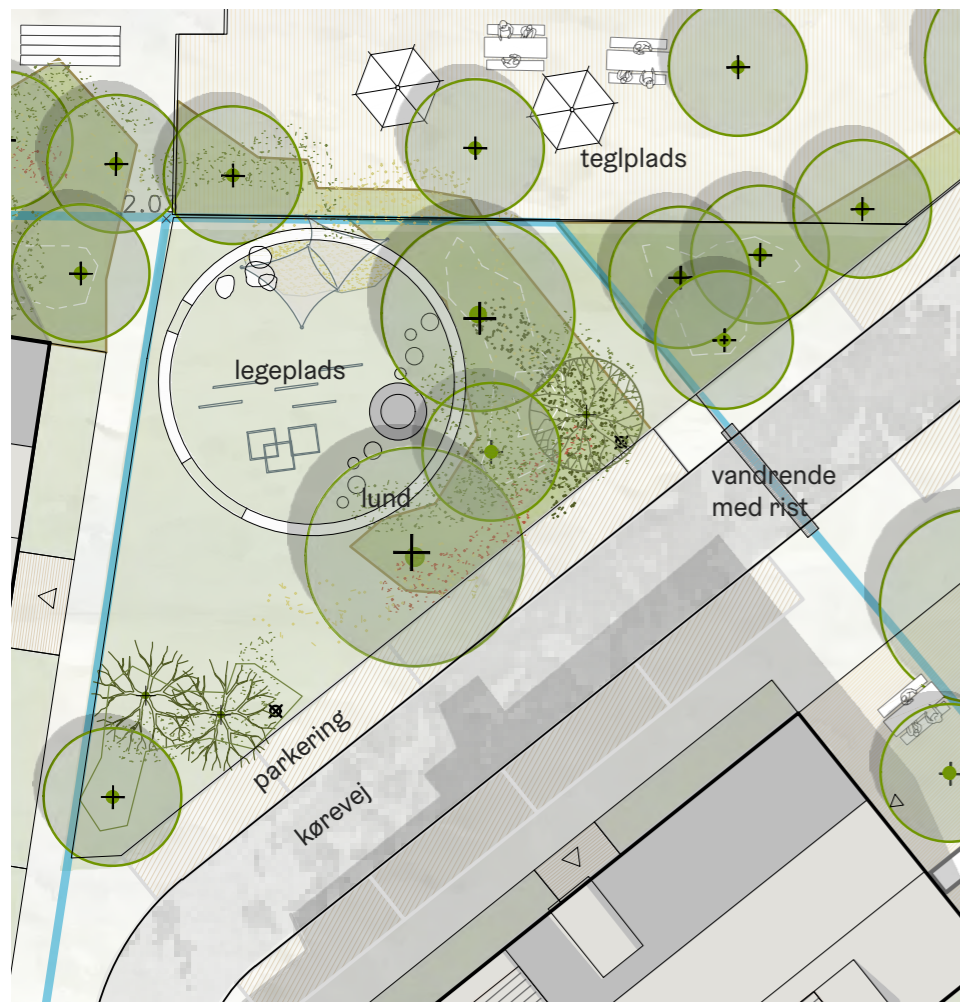 teglplads
2.0
legeplads
lund
vandrende
med rist
parkering
kørevej